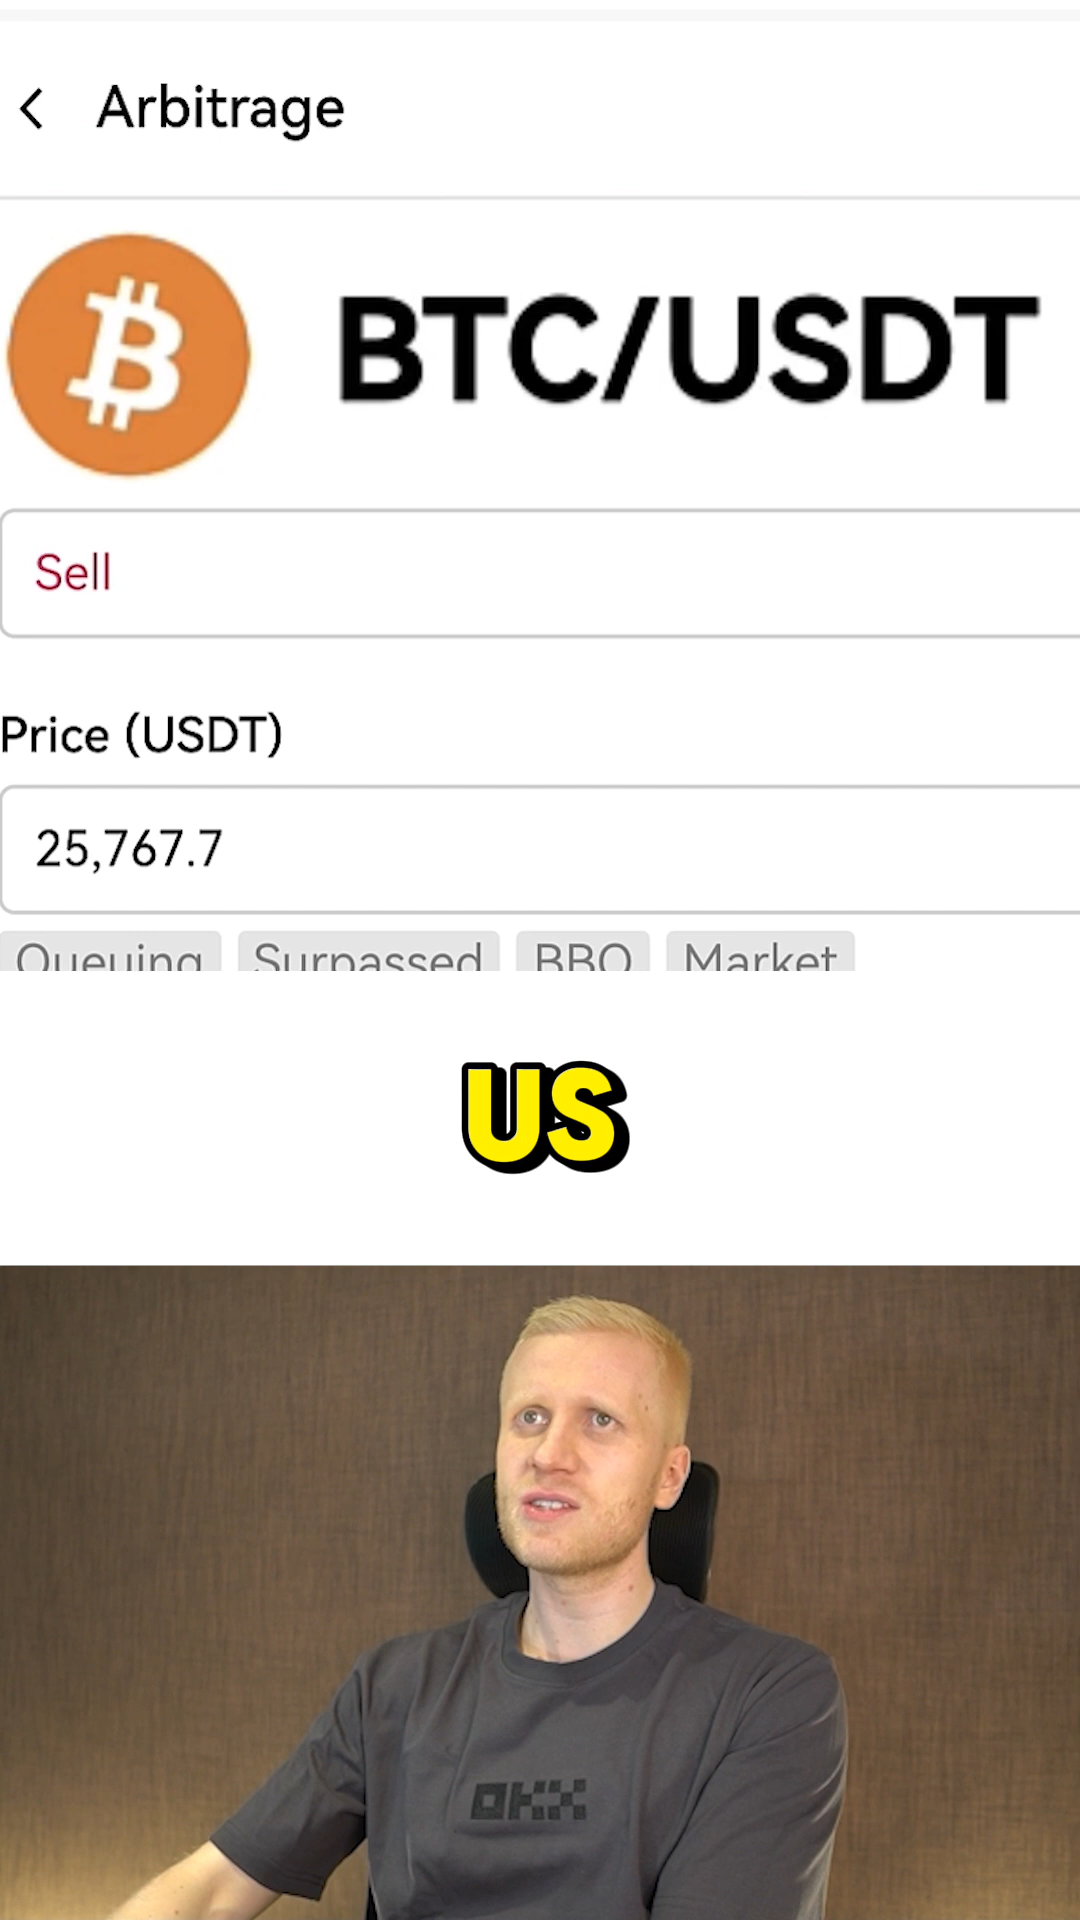 Arbitrage
BTC/USDT
Sell
Price (USDT)
25,767.7
Queuing Surpassed BBO Market
US
OKX